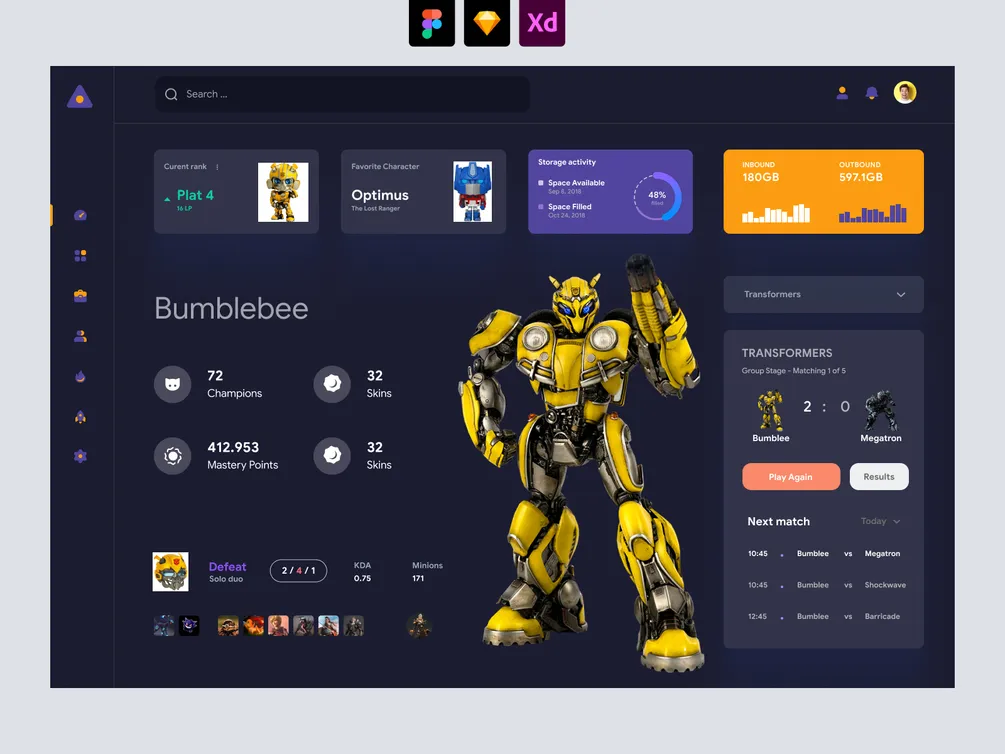 Xd
Search ...
Curent rank
Plat 4
16 LP
Favorite Character
Optimus
The Lost Ranger
Storage activity
Space Available
Sep 6, 2018
Space Filled
Oct 24, 2018
48%
Filled
INBOUND
180GB
OUTBOUND
597.1GB
Bumblebee
72
Champions
32
Skins
412.953
Mastery Points
32
Skins
Defeat
Solo duo
2 / 4 / 1
KDA
0.75
Minions
171
Transformers
TRANSFORMERS
Group Stage - Matching 1 of 5
2 : 0
Bumblee
Megatron
Play Again
Results
Next match
Today
10:45 Bumblee vs Megatron
10:45 Bumblee vs Shockwave
12:45 Bumblee vs Barricade